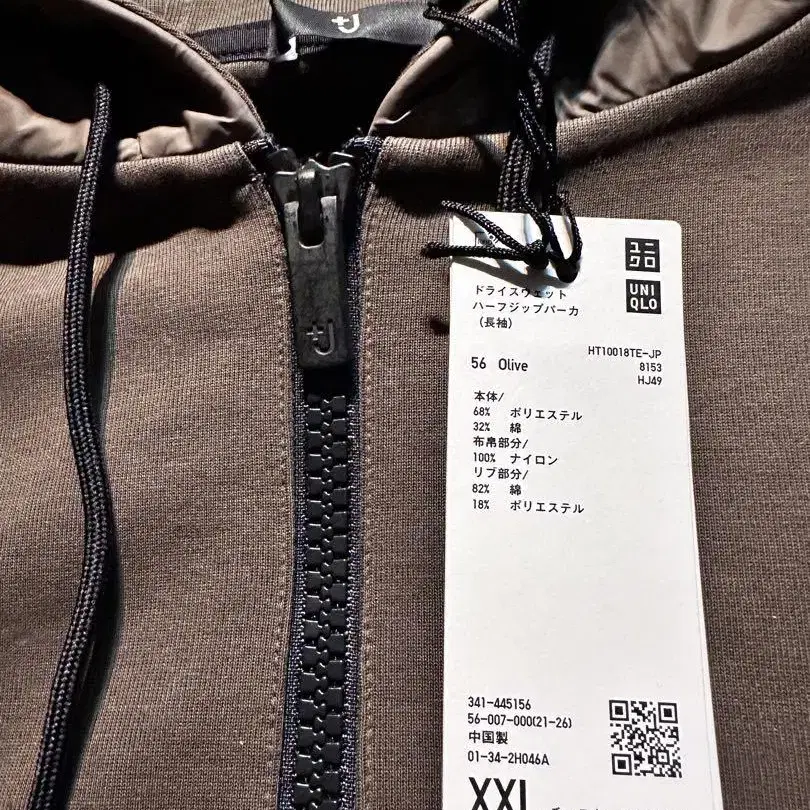 +J
+J
ユニ
クロ
UNI
QLO
ドライスウェット
ハーフジップパーカ
(長袖)
HT10018TE-JP
56 Olive
8153
HJ49
本体/
68% ポリエステル
32% 綿
布帛部分/
100% ナイロン
リブ部分/
82% 綿
18% ポリエステル
341-445156
56-007-000(21-26)
中国製
01-34-2H046A
XXL